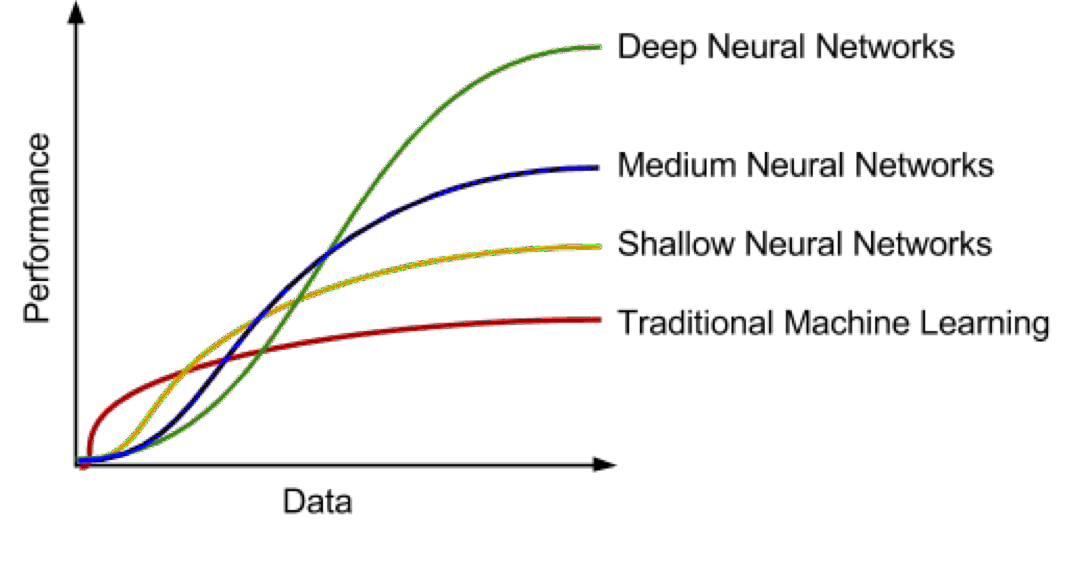 Deep Neural Networks
Medium Neural Networks
Shallow Neural Networks
Traditional Machine Learning
Performance
Data